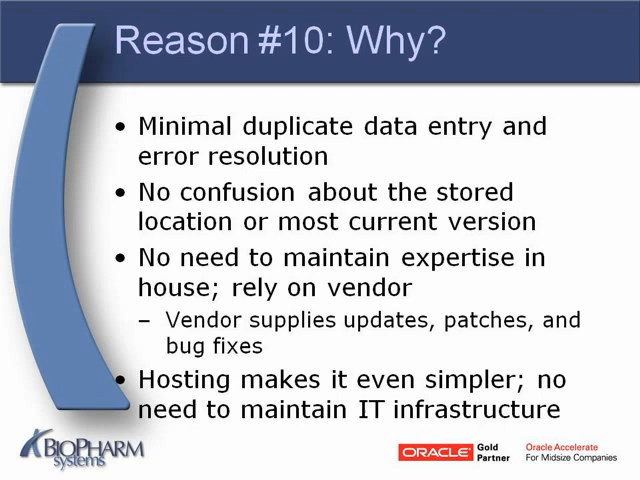 Reason #10: Why?
• Minimal duplicate data entry and
error resolution
• No confusion about the stored
location or most current version
• No need to maintain expertise in
house; rely on vendor
– Vendor supplies updates, patches, and
bug fixes
• Hosting makes it even simpler; no
need to maintain IT infrastructure
BIOPHARM
systems
ORACLE
Gold
Partner
Oracle Accelerate
For Midsize Companies